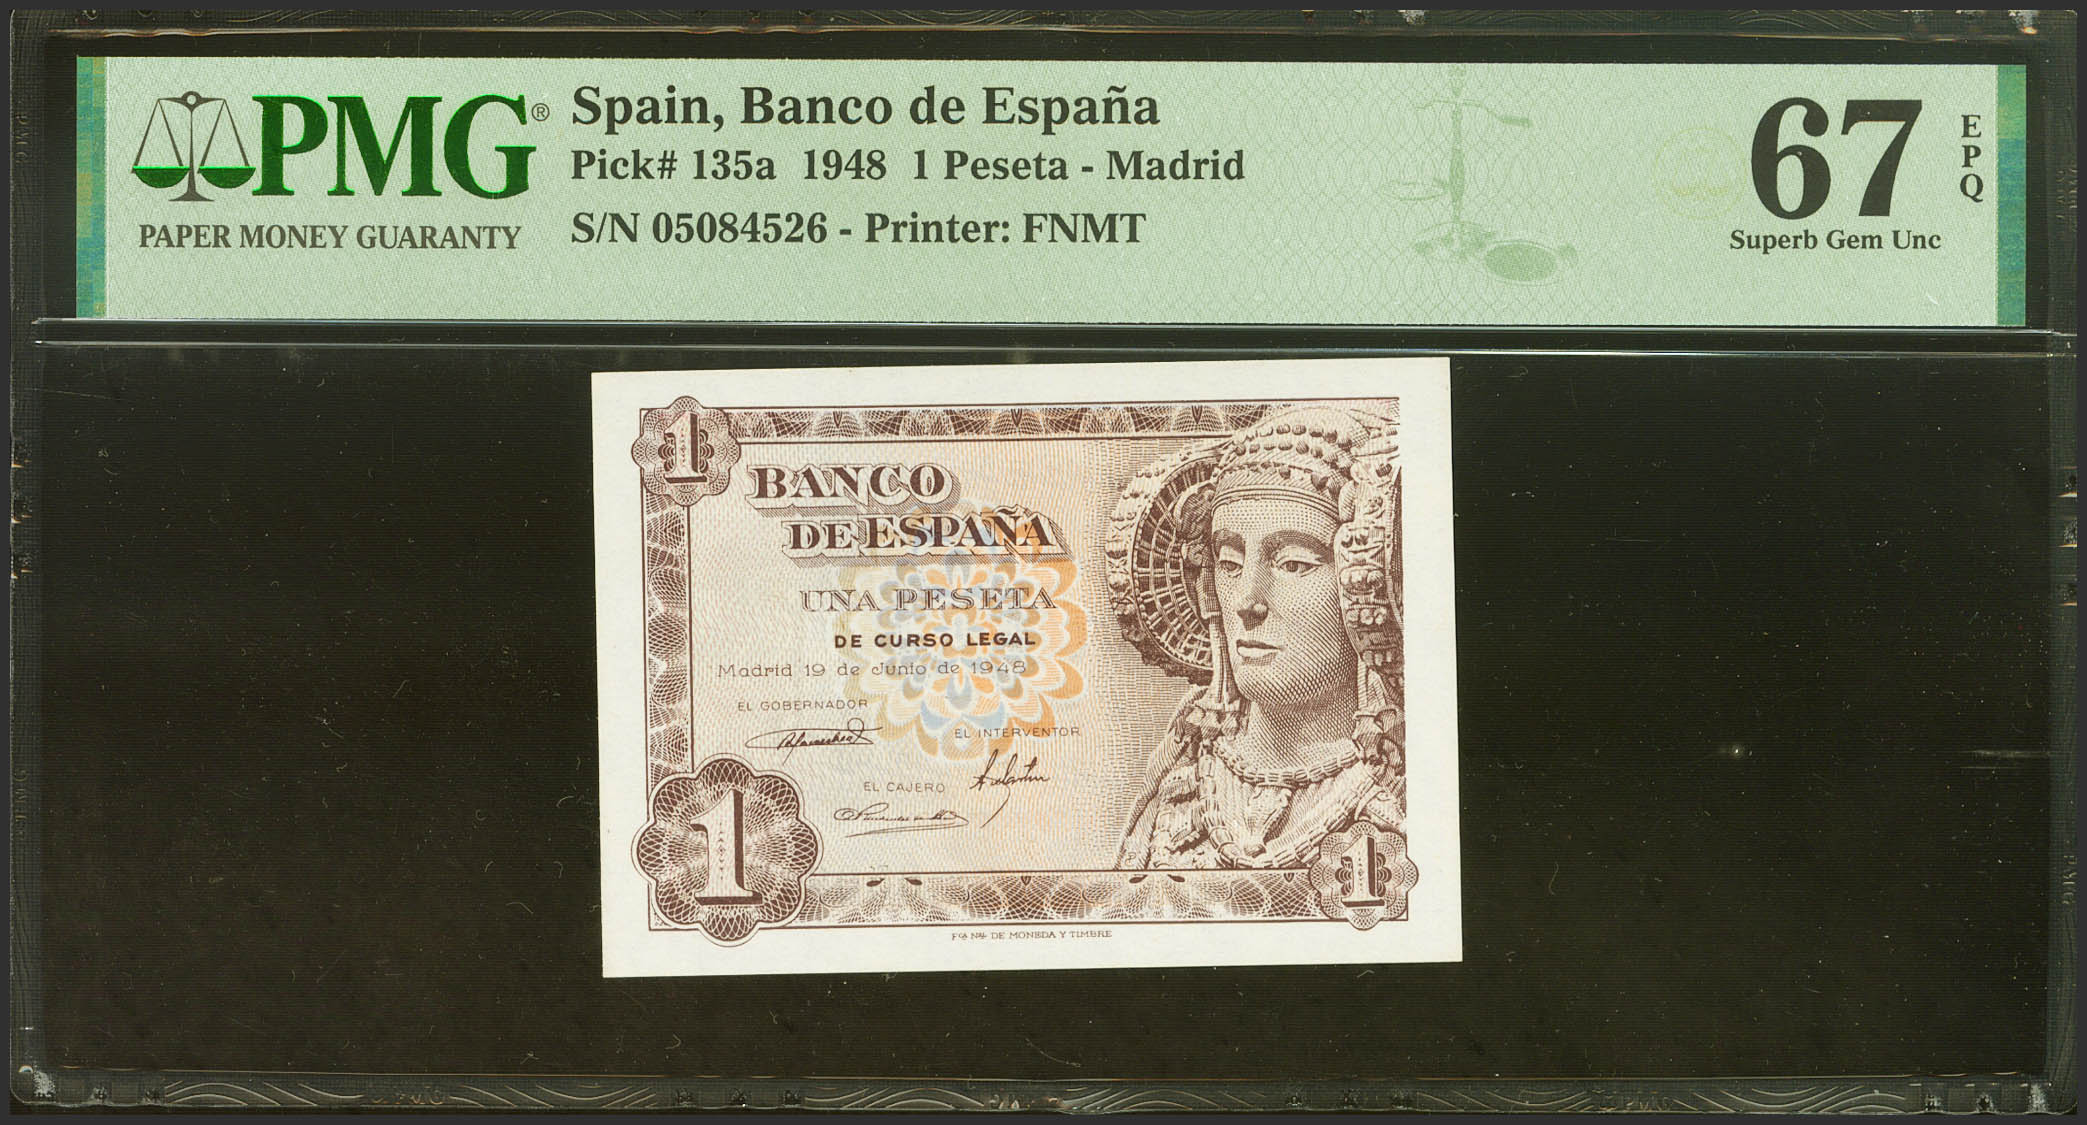 PMG®
PAPER MONEY GUARANTY
Spain, Banco de España
Pick# 135a 1948 1 Peseta - Madrid
S/N 05084526 - Printer: FNMT
67
EPQ
Superb Gem Unc
1
BANCO
DE ESPAÑA
UNA PESETA
DE CURSO LEGAL
Madrid 19 de Junio de 1948
EL GOBERNADOR
EL INTERVENTOR
EL CAJERO
1
1
Fca Nal DE MONEDA Y TIMBRE